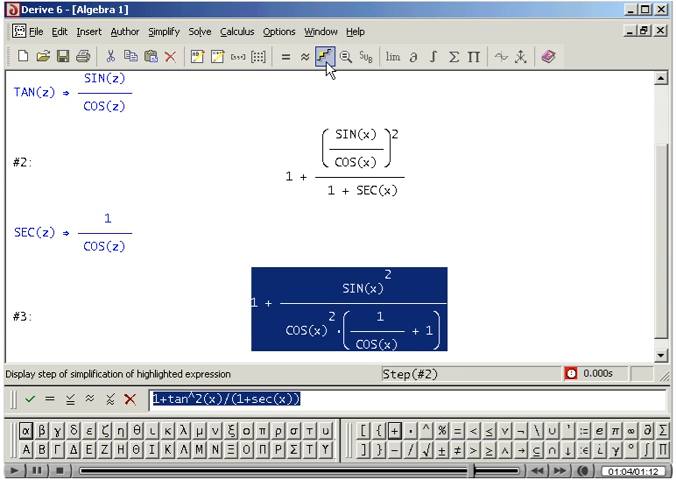 Derive 6 - [Algebra 1]
File Edit Insert Author Simplify Solve Calculus Options Window Help
= ≈ SUB lim ∂ ∫ Σ Π
TAN(z) ⇒ SIN(z)
COS(z)
#2: 1 + (SIN(x)
COS(x))2
1 + SEC(x)
SEC(z) ⇒ 1
COS(z)
#3: 1 + SIN(x)2
COS(x)2·(1
COS(x) + 1)
Display step of simplification of highlighted expression Step(#2) 0.000s
1+tan^2(x)/(1+sec(x))
α β γ δ ε ζ η θ ι κ λ μ ν ξ ο π ρ σ τ υ [ { + · ^ % = < ≤ ∨ ¬ \ ∪ ' := e π ∞ ∂ Σ
Α Β Γ Δ Ε Ζ Η Θ Ι Κ Λ Μ Ν Ξ Ο Π Ρ Σ Τ Υ ] } - / √ ± ≠ > ≥ ∧ → ⊂ ∩ ↓ :∈ i γ ° ∫ Π
01:04/01:12